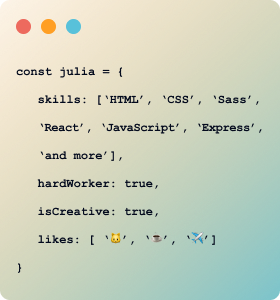 const julia = {
skills: [‘HTML’, ‘CSS’, ‘Sass’,
‘React’, ‘JavaScript’, ‘Express’,
‘and more’],
hardWorker: true,
isCreative: true,
likes: [ ‘🐱’, ‘☕’, ‘✈️’]
}